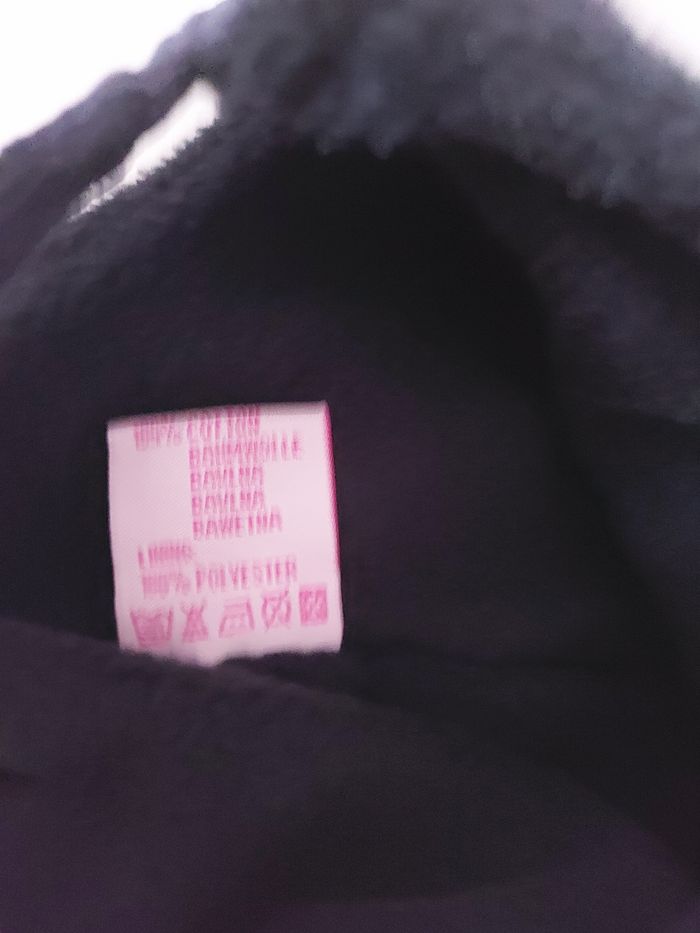 100% COTTON
BAUMWOLLE
BAVLNA
BAVLNA
BAWEŁNA
LINING:
100% POLYESTER